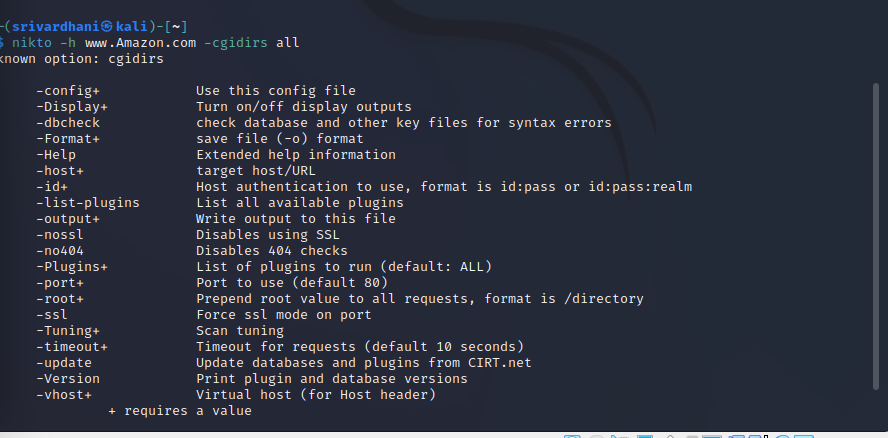 -(srivardhani㉿kali)-[~]
$ nikto -h www.Amazon.com -cgidirs all
known option: cgidirs
-config+ Use this config file
-Display+ Turn on/off display outputs
-dbcheck check database and other key files for syntax errors
-Format+ save file (-o) format
-Help Extended help information
-host+ target host/URL
-id+ Host authentication to use, format is id:pass or id:pass:realm
-list-plugins List all available plugins
-output+ Write output to this file
-nossl Disables using SSL
-no404 Disables 404 checks
-Plugins+ List of plugins to run (default: ALL)
-port+ Port to use (default 80)
-root+ Prepend root value to all requests, format is /directory
-ssl Force ssl mode on port
-Tuning+ Scan tuning
-timeout+ Timeout for requests (default 10 seconds)
-update Update databases and plugins from CIRT.net
-Version Print plugin and database versions
-vhost+ Virtual host (for Host header)
+ requires a value